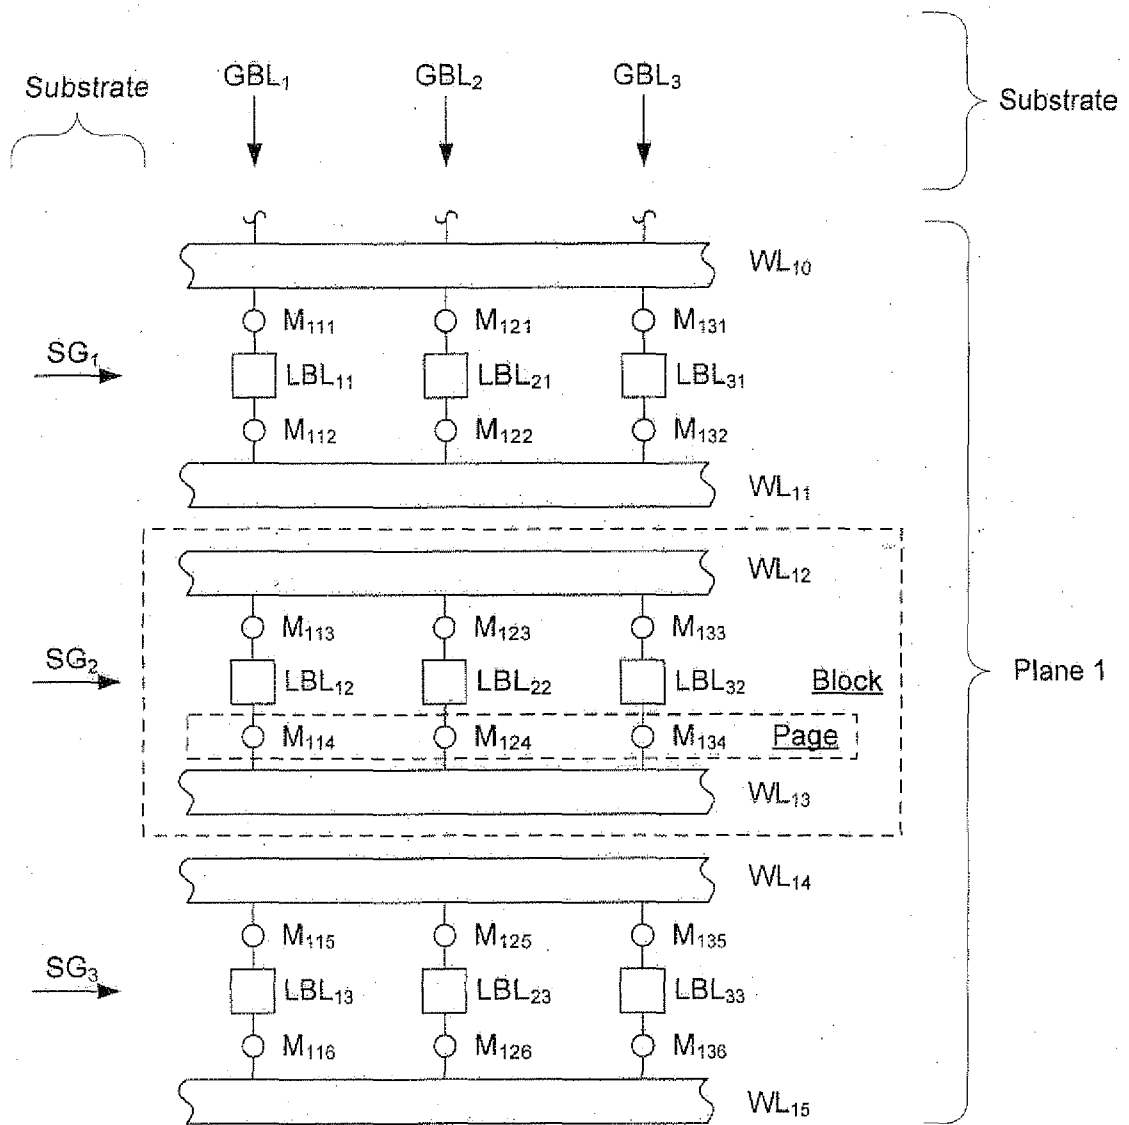 Substrate
GBL₁ GBL₂ GBL₃
Substrate
WL₁₀
M₁₁₁ M₁₂₁ M₁₃₁
SG₁
LBL₁₁ LBL₂₁ LBL₃₁
M₁₁₂ M₁₂₂ M₁₃₂
WL₁₁
WL₁₂
M₁₁₃ M₁₂₃ M₁₃₃
SG₂
LBL₁₂ LBL₂₂ LBL₃₂
Block
Plane 1
M₁₁₄ M₁₂₄ M₁₃₄ Page
WL₁₃
WL₁₄
M₁₁₅ M₁₂₅ M₁₃₅
SG₃
LBL₁₃ LBL₂₃ LBL₃₃
M₁₁₆ M₁₂₆ M₁₃₆
WL₁₅